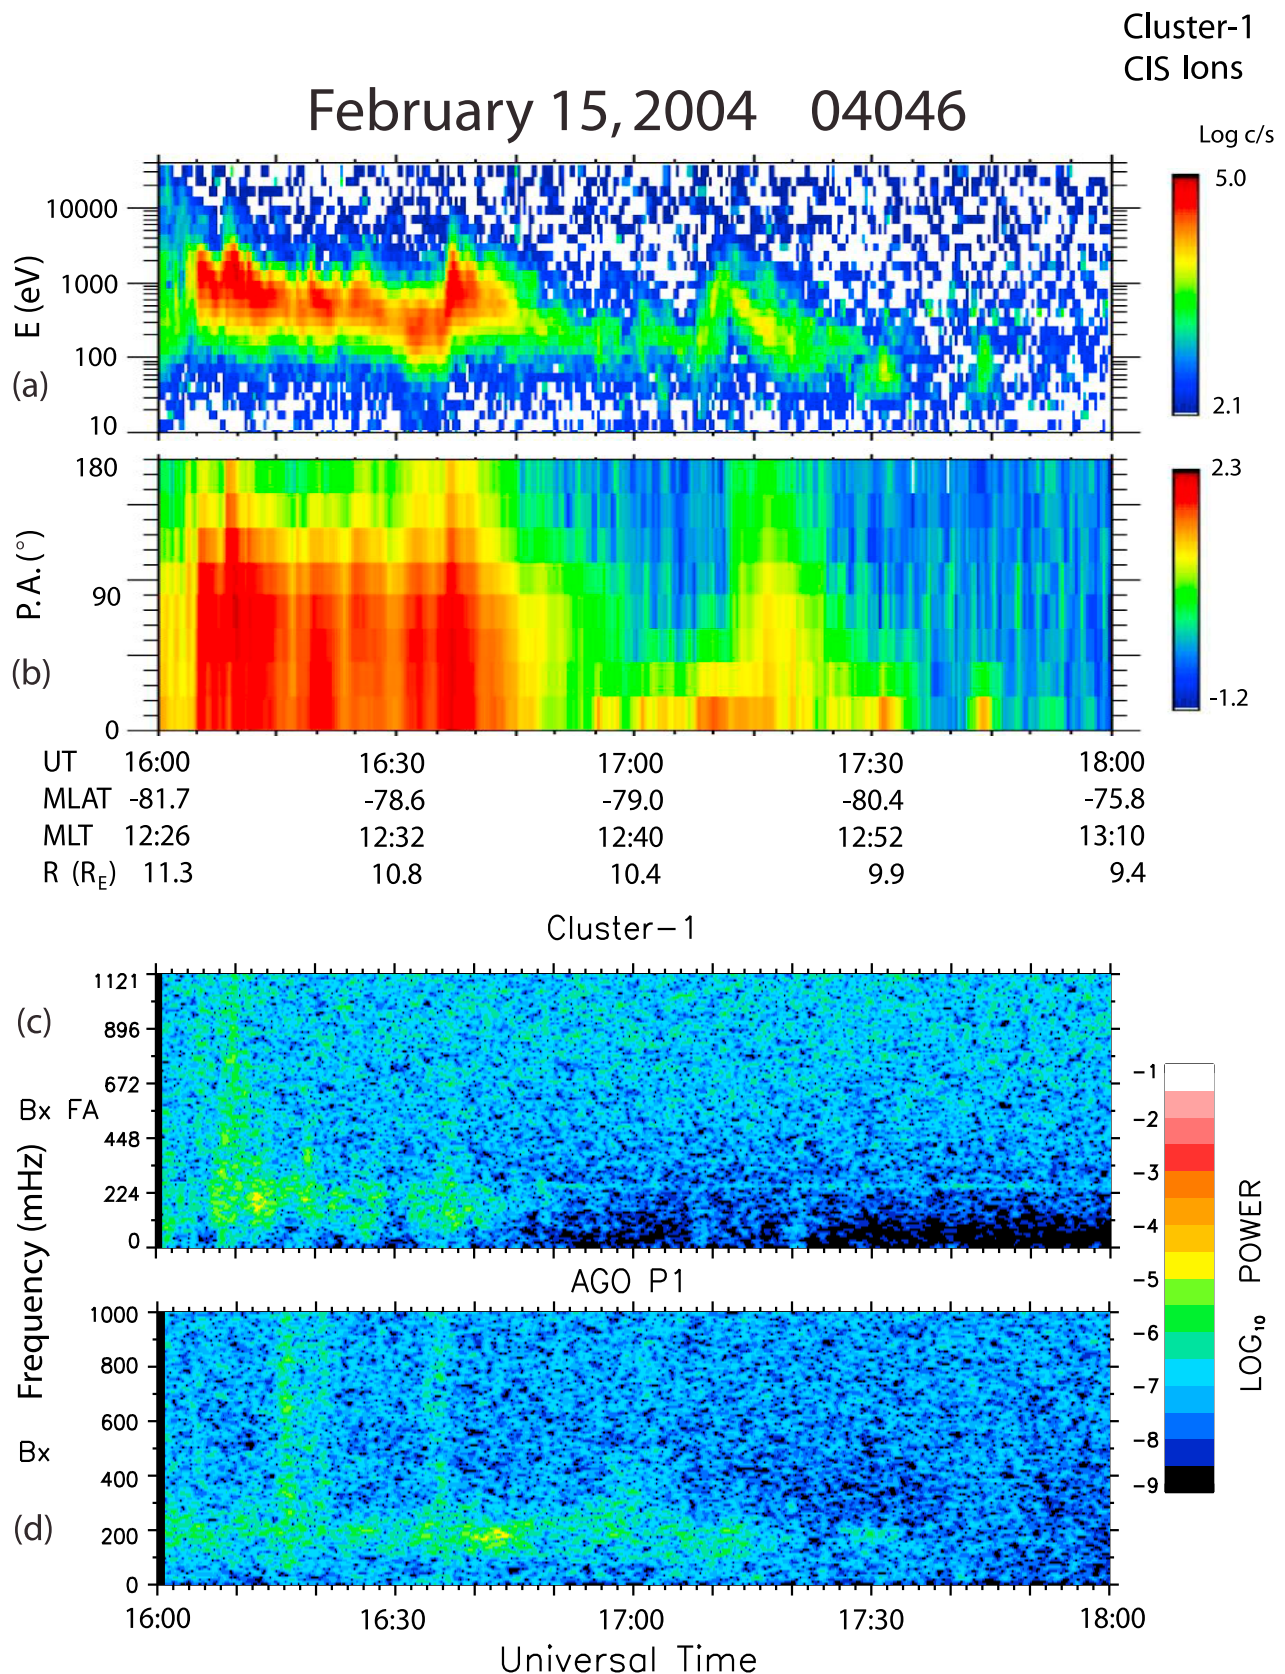 Cluster-1
CIS Ions
February 15, 2004 04046
Log c/s
5.0
2.1
E (eV)
10000
1000
100
10
(a)
2.3
-1.2
P.A. (°)
180
90
0
(b)
UT 16:00 16:30 17:00 17:30 18:00
MLAT -81.7 -78.6 -79.0 -80.4 -75.8
MLT 12:26 12:32 12:40 12:52 13:10
R (RE) 11.3 10.8 10.4 9.9 9.4
Cluster-1
(c)
Bx FA
1121
896
672
448
224
0
Frequency (mHz)
AGO P1
Bx
(d)
1000
800
600
400
200
0
-1
-2
-3
-4
-5
-6
-7
-8
-9
LOG10 POWER
16:00 16:30 17:00 17:30 18:00
Universal Time